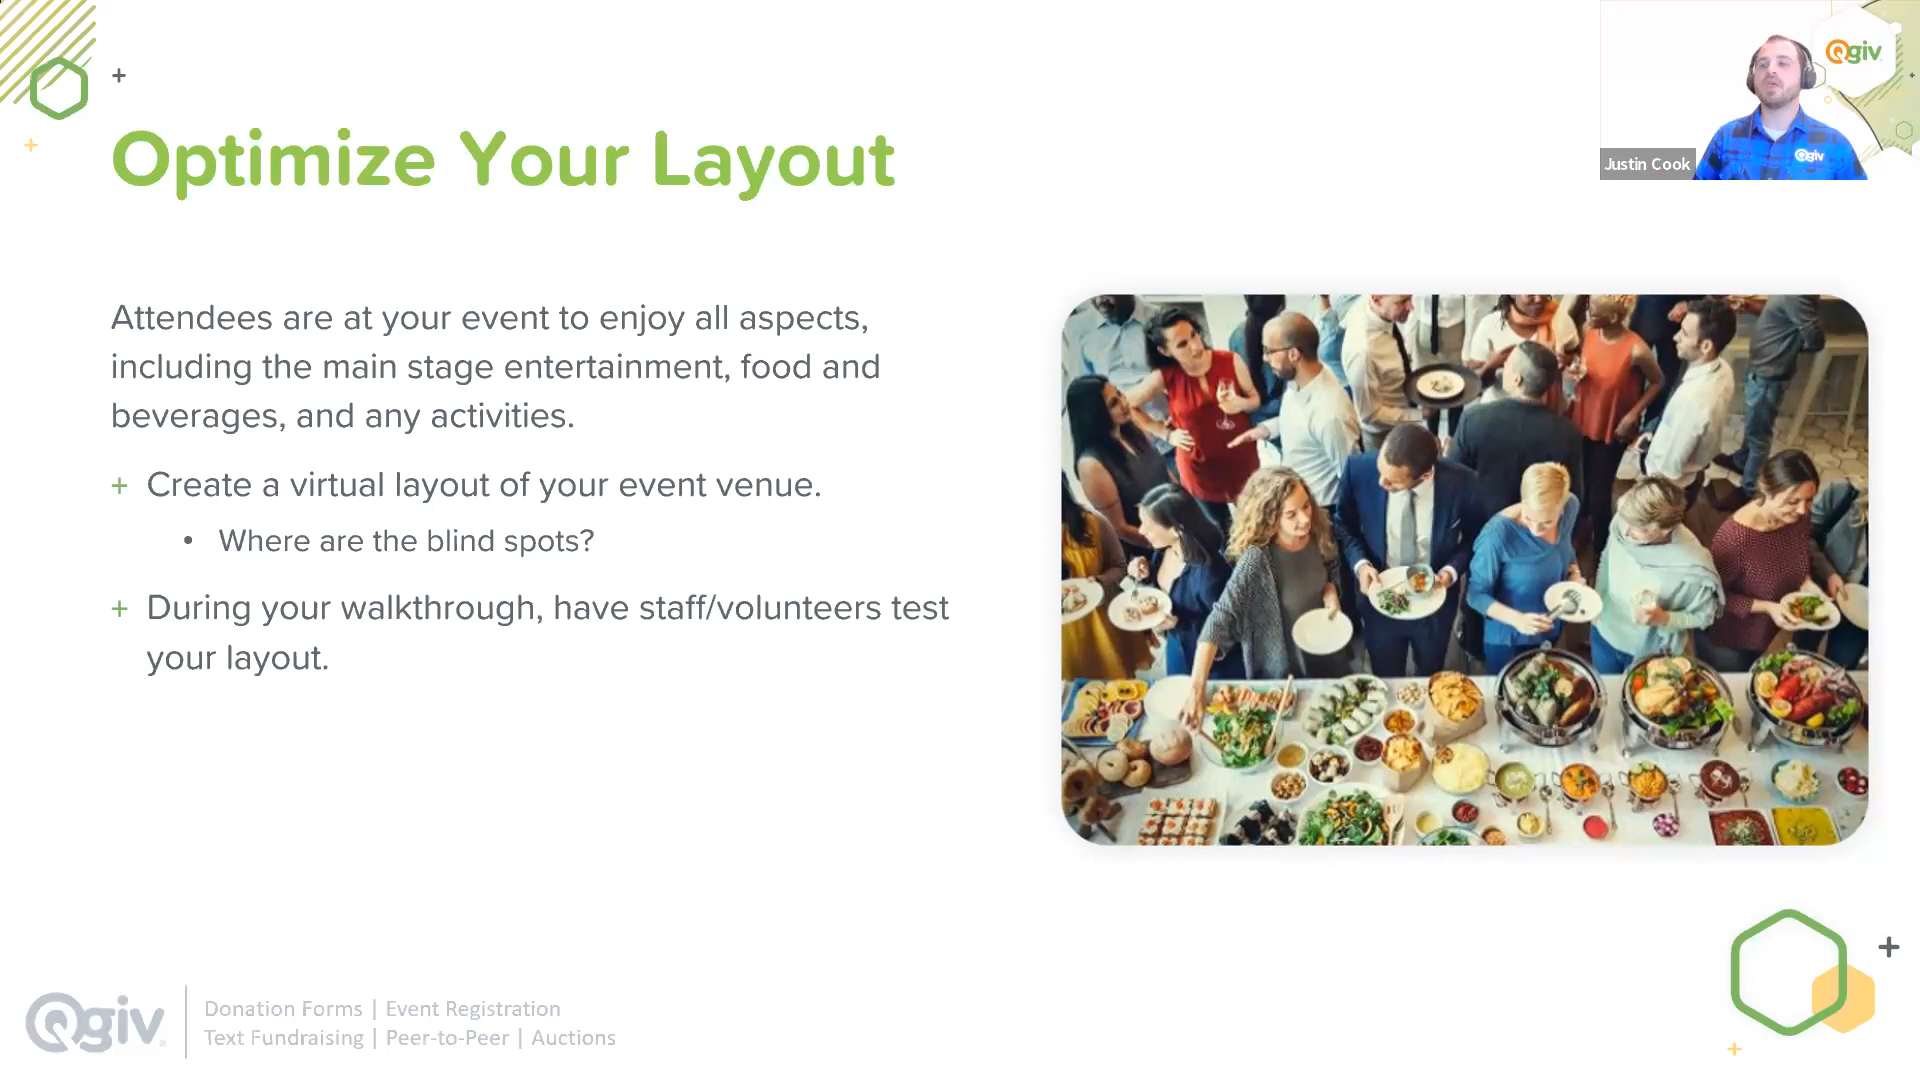 Qgiv
Qgiv
Justin Cook
Optimize Your Layout
Attendees are at your event to enjoy all aspects,
including the main stage entertainment, food and
beverages, and any activities.
+ Create a virtual layout of your event venue.
• Where are the blind spots?
+ During your walkthrough, have staff/volunteers test
your layout.
Qgiv
Donation Forms | Event Registration
Text Fundraising | Peer-to-Peer | Auctions